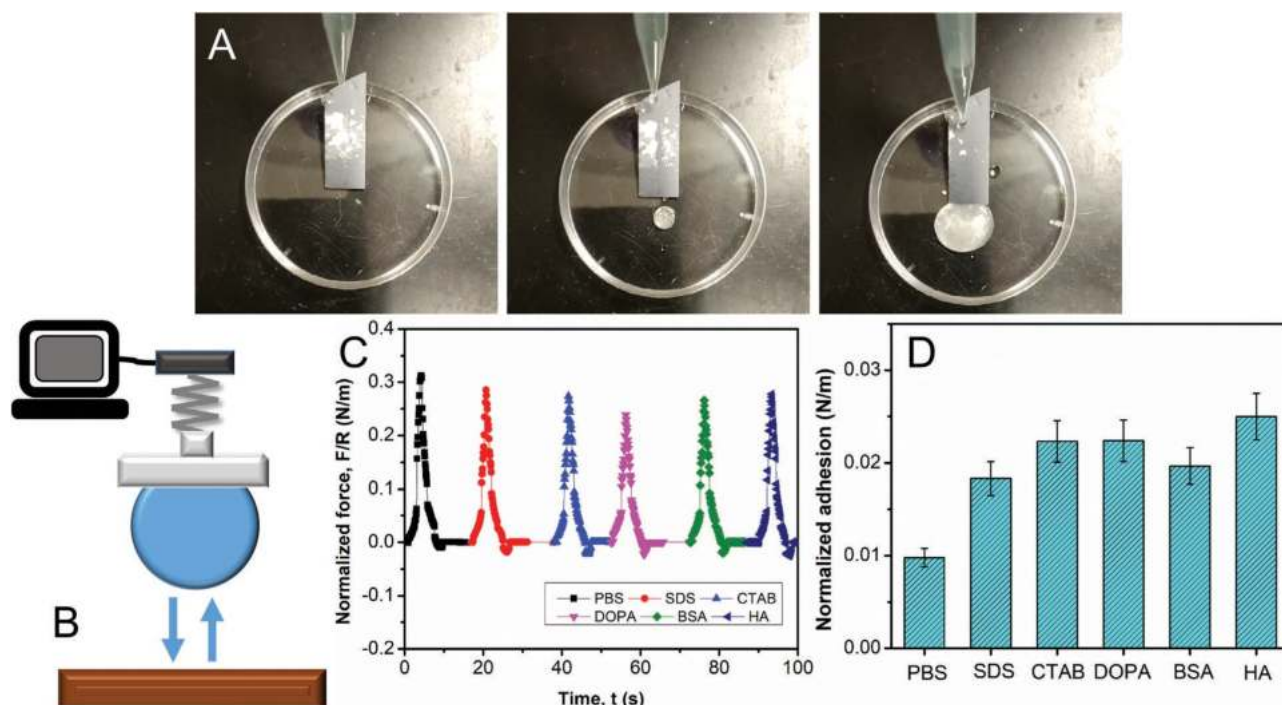 A
B
C
Normalized force, F/R (N/m)
0.4
0.3
0.2
0.1
0.0
-0.1
-0.2
PBS SDS CTAB
DOPA BSA HA
0 20 40 60 80 100
Time, t (s)
D
Normalized adhesion (N/m)
0.03
0.02
0.01
0.00
PBS SDS CTAB DOPA BSA HA